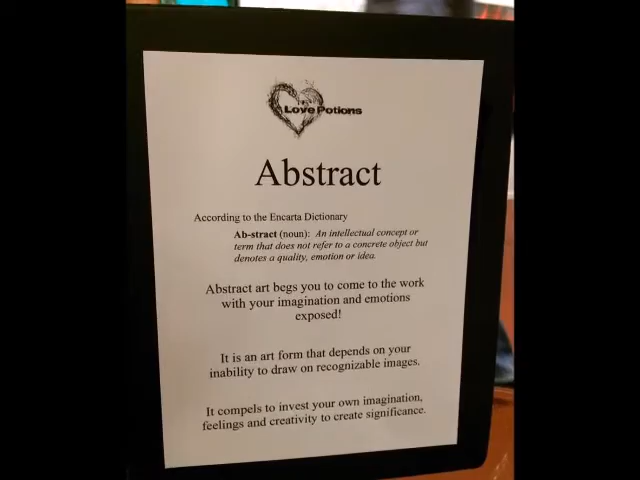 Love Potions
Abstract
According to the Encarta Dictionary
Ab-stract (noun): An intellectual concept or
term that does not refer to a concrete object but
denotes a quality, emotion or idea.
Abstract art begs you to come to the work
with your imagination and emotions
exposed!
It is an art form that depends on your
inability to draw on recognizable images.
It compels to invest your own imagination,
feelings and creativity to create significance.